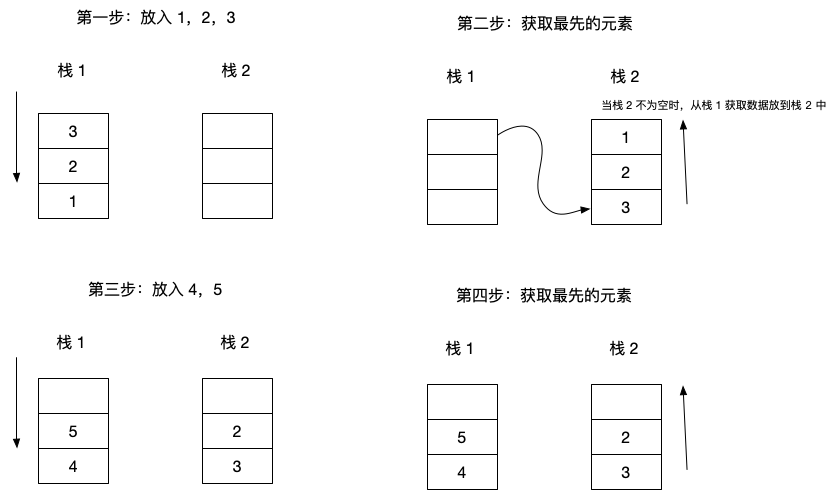 第一步：放入 1，2，3
栈 1
栈 2
3
2
1
第二步：获取最先的元素
栈 1
栈 2
当栈 2 不为空时，从栈 1 获取数据放到栈 2 中
1
2
3
第三步：放入 4，5
栈 1
栈 2
5
2
4
3
第四步：获取最先的元素
栈 1
栈 2
5
2
4
3